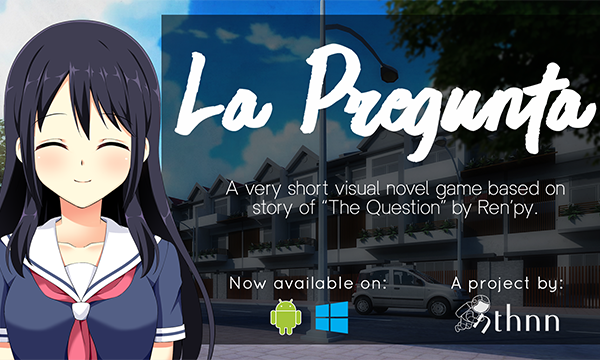 La Pregunta
A very short visual novel game based on
story of "The Question" by Ren'py.
Now available on:
A project by:
thnn